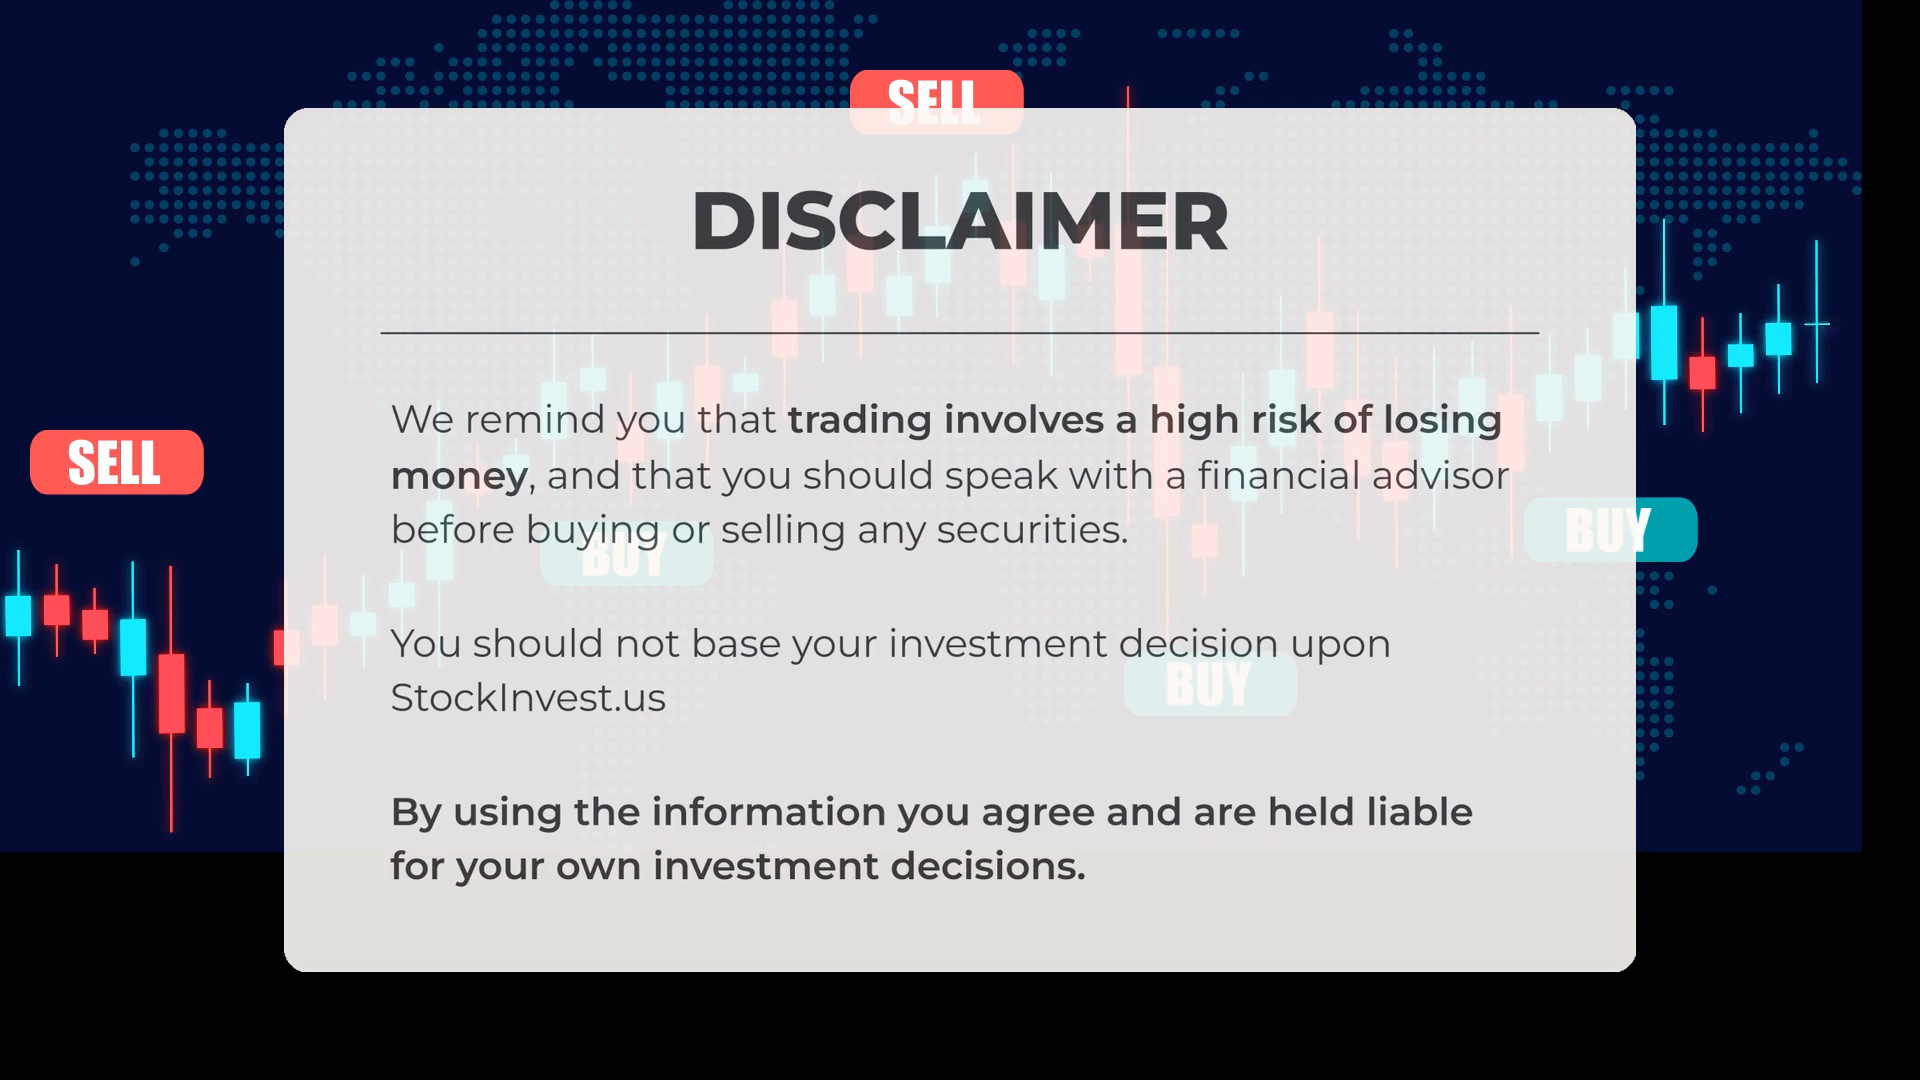 SELL
DISCLAIMER
We remind you that trading involves a high risk of losing
money, and that you should speak with a financial advisor
before buying or selling any securities.
SELL
BUY
BUY
You should not base your investment decision upon
StockInvest.us
BUY
By using the information you agree and are held liable
for your own investment decisions.